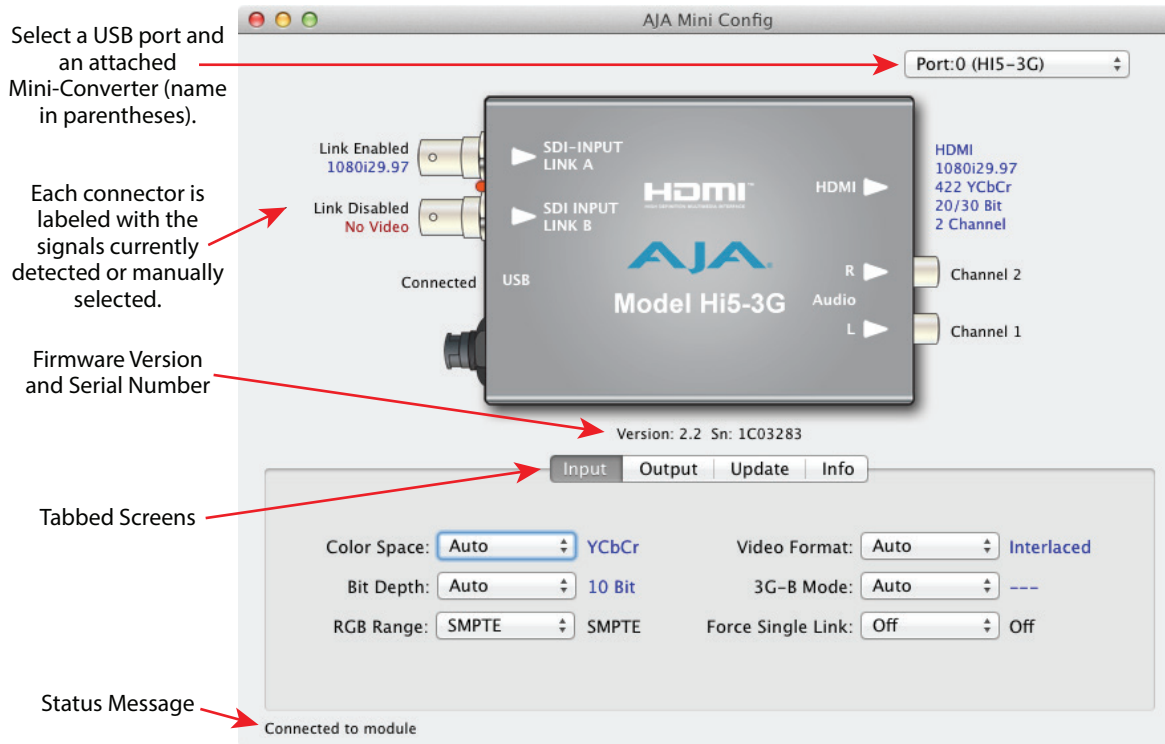 AJA Mini Config
Select a USB port and
an attached
Mini-Converter (name
in parentheses).
Port:0 (HI5-3G)
Link Enabled
1080i29.97
SDI-INPUT
LINK A
Each connector is
labeled with the
signals currently
detected or manually
selected.
Link Disabled
No Video
SDI INPUT
LINK B
Connected
USB
HDMI
HIGH DEFINITION MULTIMEDIA INTERFACE
AJA
Model Hi5-3G
HDMI
HDMI
1080i29.97
422 YCbCr
20/30 Bit
2 Channel
R
Audio
L
Channel 2
Channel 1
Firmware Version
and Serial Number
Version: 2.2 Sn: 1C03283
Tabbed Screens
Input Output Update Info
Color Space: Auto YCbCr
Video Format: Auto Interlaced
Bit Depth: Auto 10 Bit
3G-B Mode: Auto ---
RGB Range: SMPTE SMPTE
Force Single Link: Off Off
Status Message
Connected to module